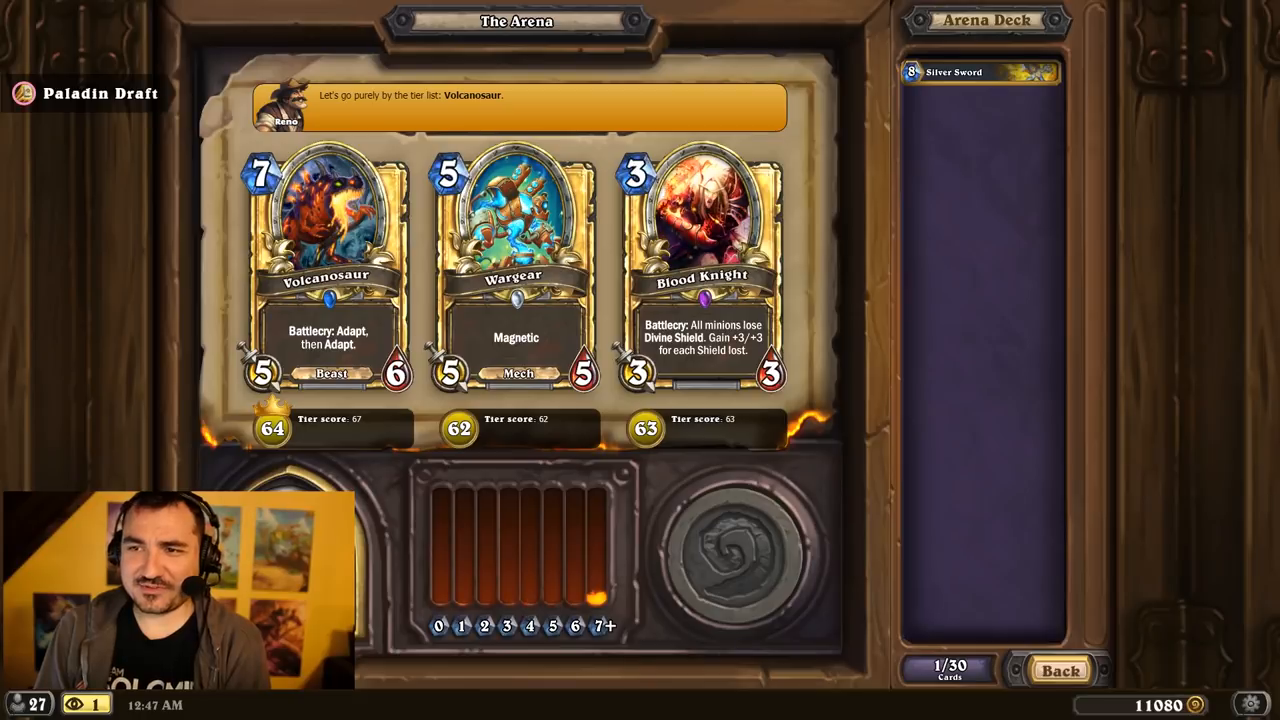 The Arena
Arena Deck
8 Silver Sword
Paladin Draft
Let's go purely by the tier list: Volcanosaur.
Reno
7
Volcanosaur
Battlecry: Adapt,
then Adapt.
5 Beast 6
5
Wargear
Magnetic
5 Mech 5
3
Blood Knight
Battlecry: All minions lose
Divine Shield. Gain +3/+3
for each Shield lost.
3 3
64 Tier score: 67
62 Tier score: 62
63 Tier score: 63
0 1 2 3 4 5 6 7+
1/30
Cards
Back
27 1 12:47 AM
11080